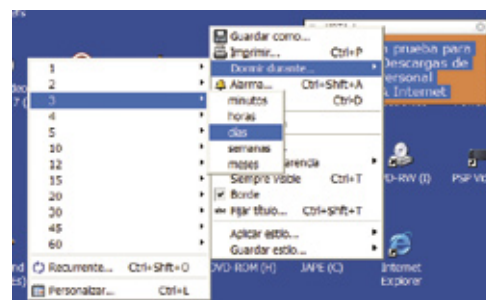 Guardar como...
Imprimir... Ctrl+P
Dormir durante...
Alarma... Ctrl+Shift+A
Ctrl+D
Siempre visible Ctrl+T
Borde
Fijar título... Ctrl+Shift+T
Aplicar estilo...
Guardar estilo...
minutos
horas
días
semanas
meses
1
2
3
4
5
10
12
15
20
30
45
60
Recurrente... Ctrl+Shift+O
Personalizar... Ctrl+L
a prueba para
Descargas de
Personal
& Internet
DVD-ROM (H)
JAPE (C)
Internet
Explorer